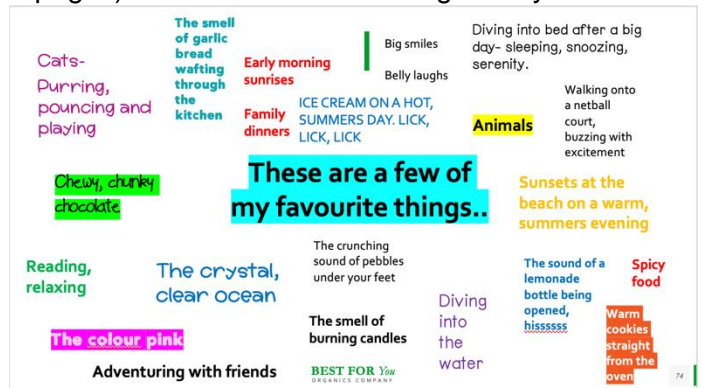 Cats-
Purring,
pouncing and
playing
The smell
of garlic
bread
wafting
through
the
kitchen
Early morning
sunrises
Family
dinners
Big smiles
Belly laughs
ICE CREAM ON A HOT,
SUMMERS DAY. LICK,
LICK, LICK
Diving into bed after a big
day- sleeping, snoozing,
serenity.
Animals
Walking onto
a netball
court,
buzzing with
excitement
Chewy, chunky
chocolate
These are a few of
my favourite things..
Sunsets at the
beach on a warm,
summers evening
Reading,
relaxing
The crystal,
clear ocean
The crunching
sound of pebbles
under your feet
The smell of
burning candles
Diving
into
the
water
The sound of a
lemonade
bottle being
opened,
hissssss
Spicy
food
Warm
cookies
straight
from the
oven
The colour pink
Adventuring with friends
BEST FOR You
ORGANICS COMPANY
74